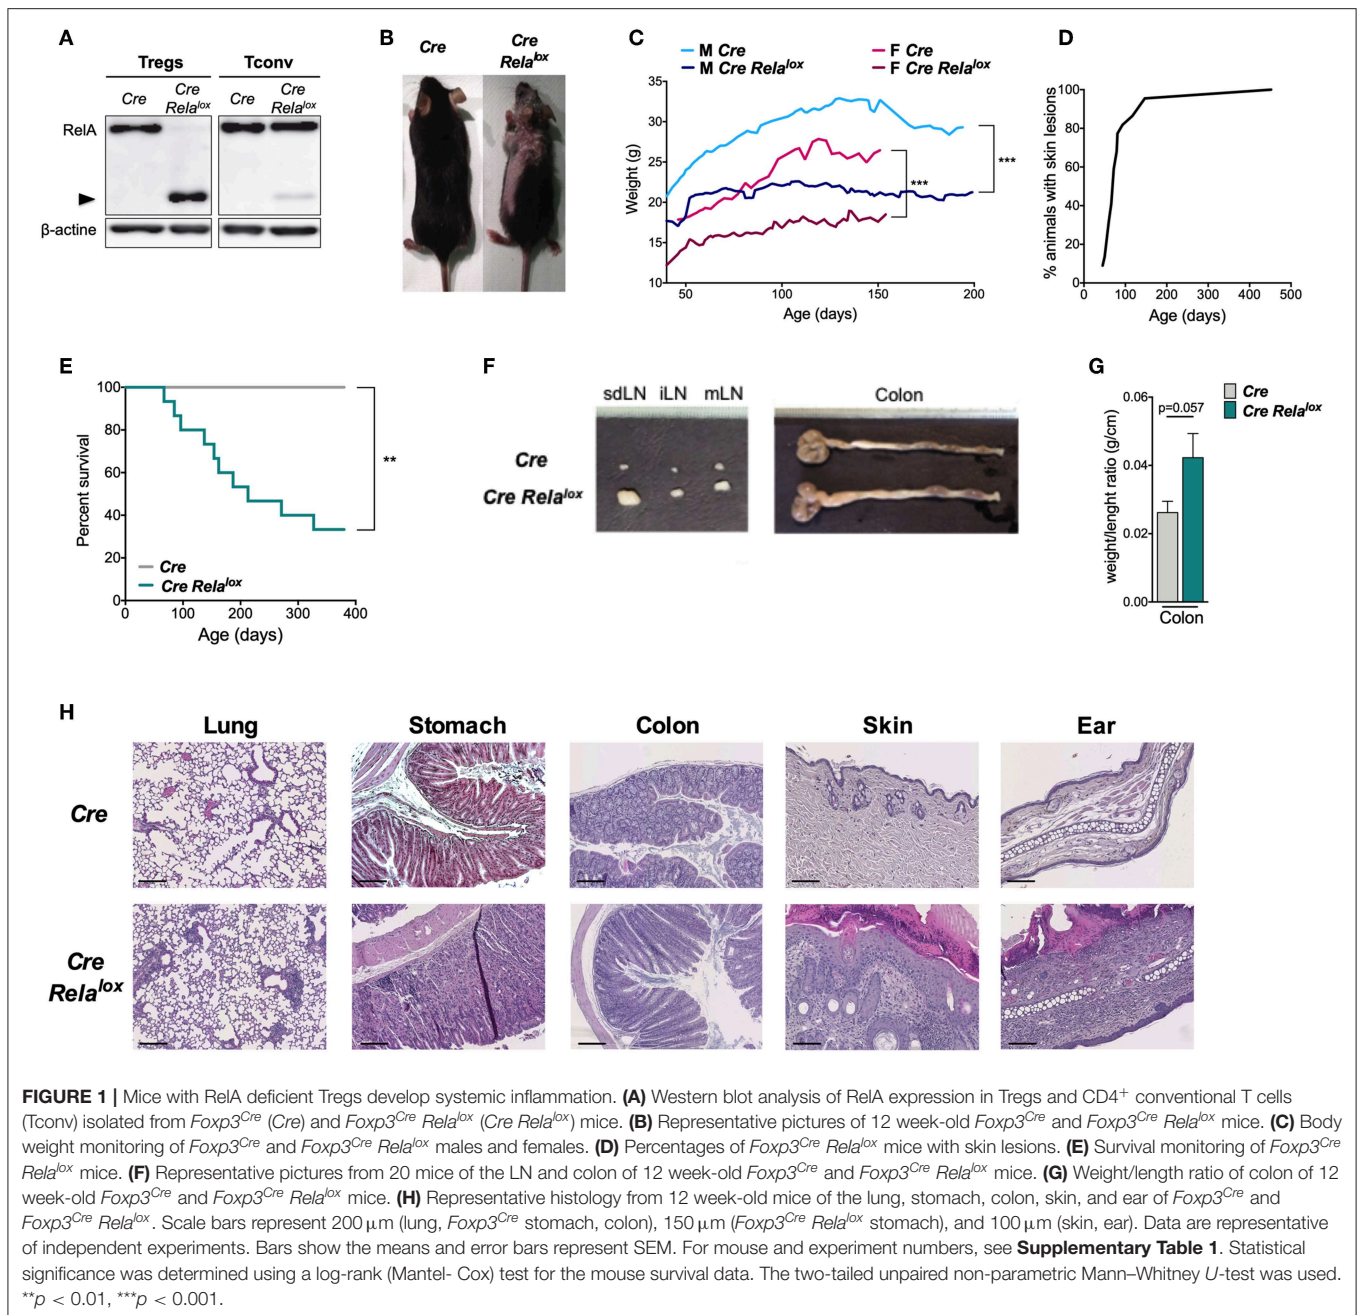 A
Tregs Tconv
Cre Cre Relalox Cre Cre Relalox
RelA
β-actine
B
Cre Cre Relalox
C
M Cre F Cre
M Cre Relalox F Cre Relalox
35
30
25
20
15
10
Weight (g)
50 100 150 200
Age (days)
***
***
D
100
80
60
40
20
0
% animals with skin lesions
0 100 200 300 400 500
Age (days)
E
100
80
60
40
20
0
Percent survival
Cre
Cre Relalox
0 100 200 300 400
Age (days)
**
F
sdLN iLN mLN Colon
Cre
Cre Relalox
G
Cre
Cre Relalox
0.06
0.04
0.02
0.00
weight/lenght ratio (g/cm)
p=0.057
Colon
H
Lung Stomach Colon Skin Ear
Cre
Cre
Relalox
FIGURE 1 | Mice with RelA deficient Tregs develop systemic inflammation. (A) Western blot analysis of RelA expression in Tregs and CD4+ conventional T cells
(Tconv) isolated from Foxp3Cre (Cre) and Foxp3Cre Relalox (Cre Relalox) mice. (B) Representative pictures of 12 week-old Foxp3Cre and Foxp3Cre Relalox mice. (C) Body
weight monitoring of Foxp3Cre and Foxp3Cre Relalox males and females. (D) Percentages of Foxp3Cre Relalox mice with skin lesions. (E) Survival monitoring of Foxp3Cre
Relalox mice. (F) Representative pictures from 20 mice of the LN and colon of 12 week-old Foxp3Cre and Foxp3Cre Relalox mice. (G) Weight/length ratio of colon of 12
week-old Foxp3Cre and Foxp3Cre Relalox mice. (H) Representative histology from 12 week-old mice of the lung, stomach, colon, skin, and ear of Foxp3Cre and
Foxp3Cre Relalox. Scale bars represent 200 μm (lung, Foxp3Cre stomach, colon), 150 μm (Foxp3Cre Relalox stomach), and 100 μm (skin, ear). Data are representative
of independent experiments. Bars show the means and error bars represent SEM. For mouse and experiment numbers, see Supplementary Table 1. Statistical
significance was determined using a log-rank (Mantel- Cox) test for the mouse survival data. The two-tailed unpaired non-parametric Mann–Whitney U-test was used.
**p < 0.01, ***p < 0.001.